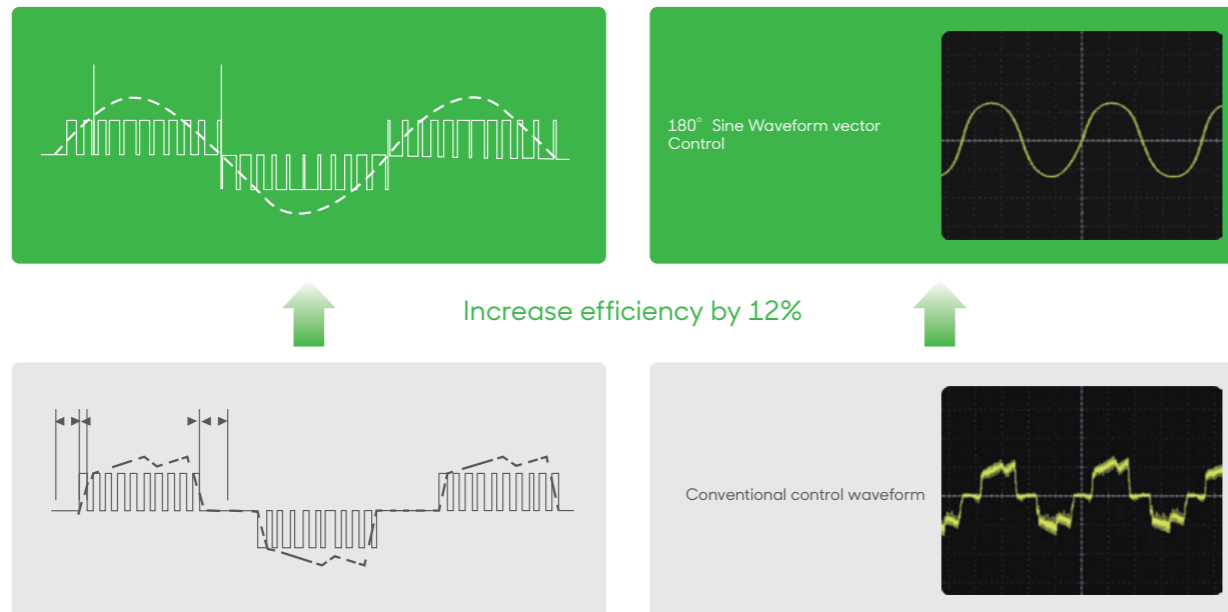 180° Sine Waveform vector
Control
Increase efficiency by 12%
Conventional control waveform